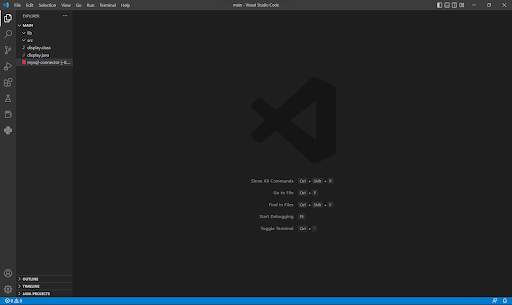 File Edit Selection View Go Run Terminal Help
main - Visual Studio Code
EXPLORER
MAIN
lib
src
display.class
display.java
mysql-connector-j-8...
Show All Commands Ctrl + Shift + P
Go to File Ctrl + P
Find in Files Ctrl + Shift + F
Start Debugging F5
Toggle Terminal Ctrl + `
OUTLINE
TIMELINE
JAVA PROJECTS
0 0